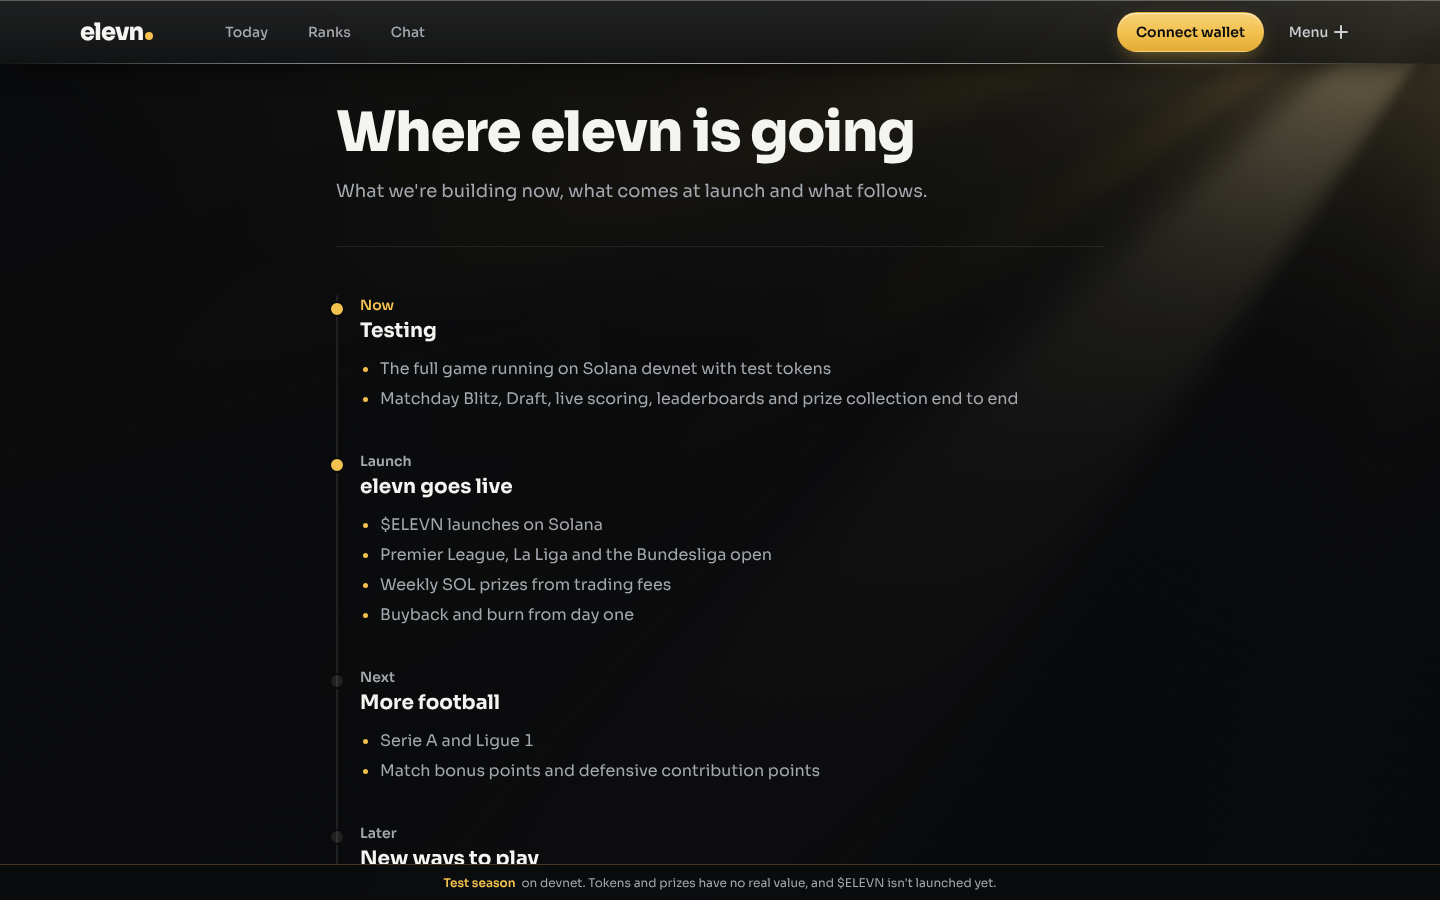 elevn.
Today
Ranks
Chat
Connect wallet
Menu
Where elevn is going
What we're building now, what comes at launch and what follows.
Now
Testing
The full game running on Solana devnet with test tokens
Matchday Blitz, Draft, live scoring, leaderboards and prize collection end to end
Launch
elevn goes live
$ELEVN launches on Solana
Premier League, La Liga and the Bundesliga open
Weekly SOL prizes from trading fees
Buyback and burn from day one
Next
More football
Serie A and Ligue 1
Match bonus points and defensive contribution points
Later
New ways to play
Test season on devnet. Tokens and prizes have no real value, and $ELEVN isn't launched yet.